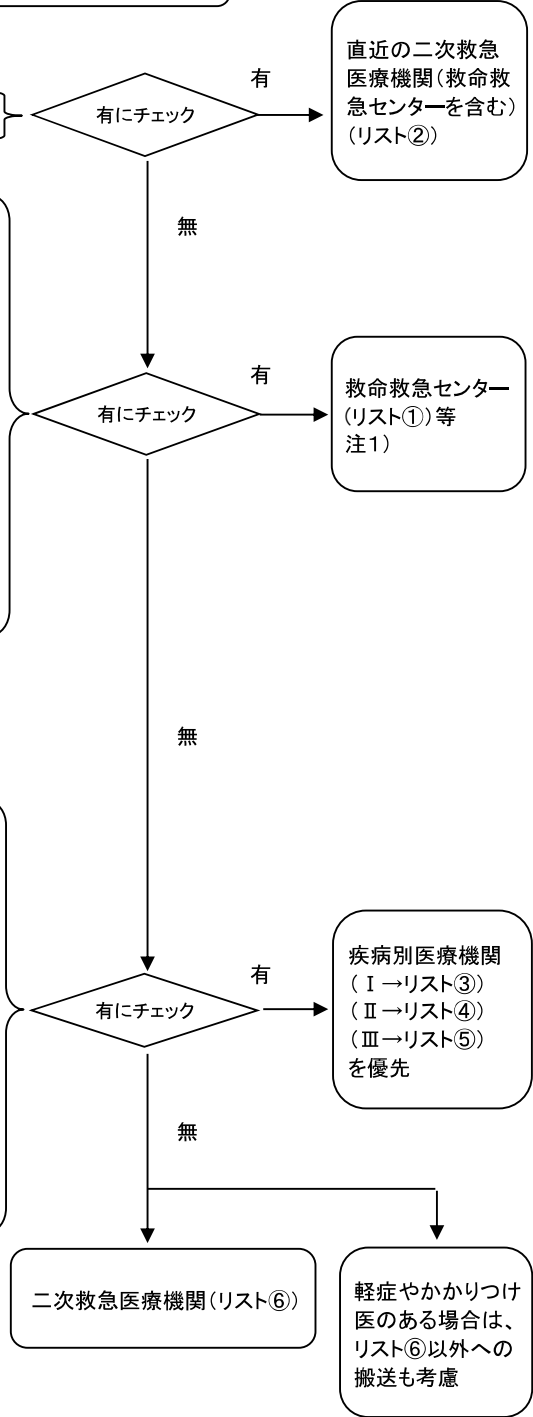 有
直近の二次救急
医療機関(救命救
急センターを含む)
(リスト②)
有にチェック
無
有
救命救急センター
(リスト①)等
注1)
有にチェック
無
有
疾病別医療機関
(Ⅰ→リスト③)
(Ⅱ→リスト④)
(Ⅲ→リスト⑤)
を優先
有にチェック
無
二次救急医療機関(リスト⑥)
軽症やかかりつけ
医のある場合は、
リスト⑥以外への
搬送も考慮